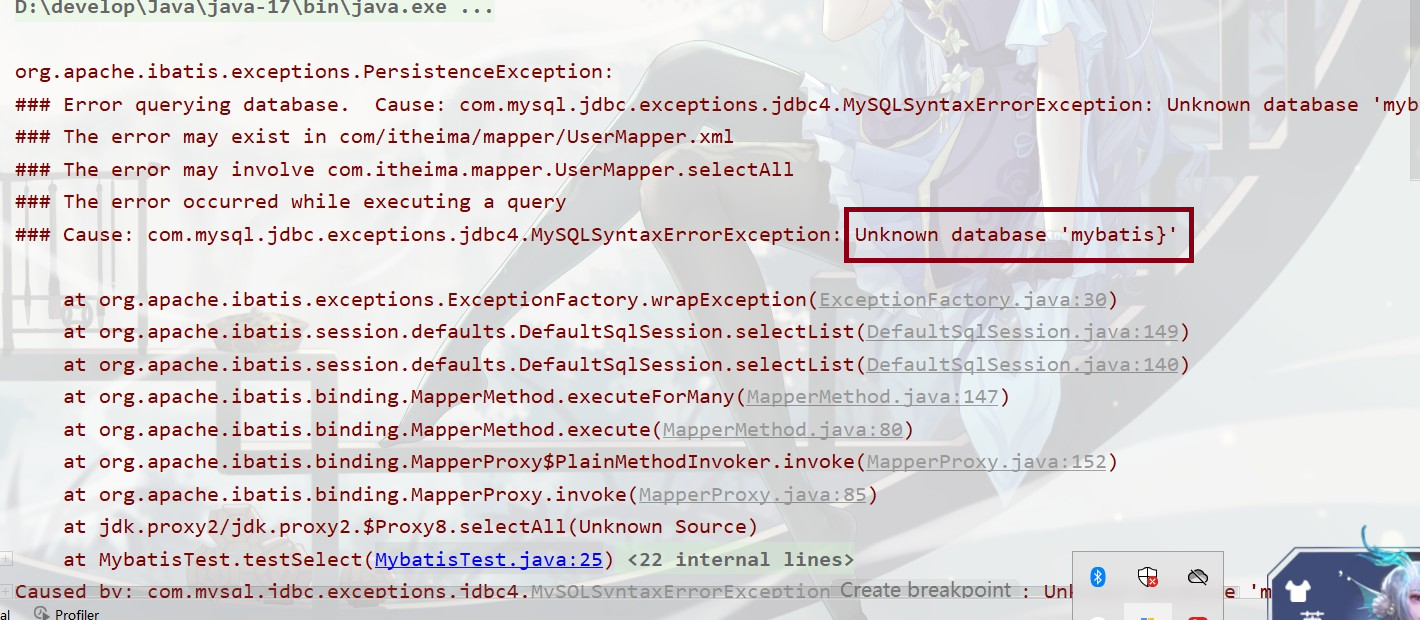 D:\develop\Java\java-17\bin\java.exe ...
org.apache.ibatis.exceptions.PersistenceException:
### Error querying database.  Cause: com.mysql.jdbc.exceptions.jdbc4.MySQLSyntaxErrorException: Unknown database 'myb
### The error may exist in com/itheima/mapper/UserMapper.xml
### The error may involve com.itheima.mapper.UserMapper.selectAll
### The error occurred while executing a query
### Cause: com.mysql.jdbc.exceptions.jdbc4.MySQLSyntaxErrorException: Unknown database 'mybatis}'
at org.apache.ibatis.exceptions.ExceptionFactory.wrapException(ExceptionFactory.java:30)
at org.apache.ibatis.session.defaults.DefaultSqlSession.selectList(DefaultSqlSession.java:149)
at org.apache.ibatis.session.defaults.DefaultSqlSession.selectList(DefaultSqlSession.java:140)
at org.apache.ibatis.binding.MapperMethod.executeForMany(MapperMethod.java:147)
at org.apache.ibatis.binding.MapperMethod.execute(MapperMethod.java:80)
at org.apache.ibatis.binding.MapperProxy$PlainMethodInvoker.invoke(MapperProxy.java:152)
at org.apache.ibatis.binding.MapperProxy.invoke(MapperProxy.java:85)
at jdk.proxy2/jdk.proxy2.$Proxy8.selectAll(Unknown Source)
at MybatisTest.testSelect(MybatisTest.java:25) <22 internal lines>
Caused by: com.mysql.jdbc.exceptions.jdbc4.MySQLSyntaxErrorException Create breakpoint : Un e 'm
al Profiler